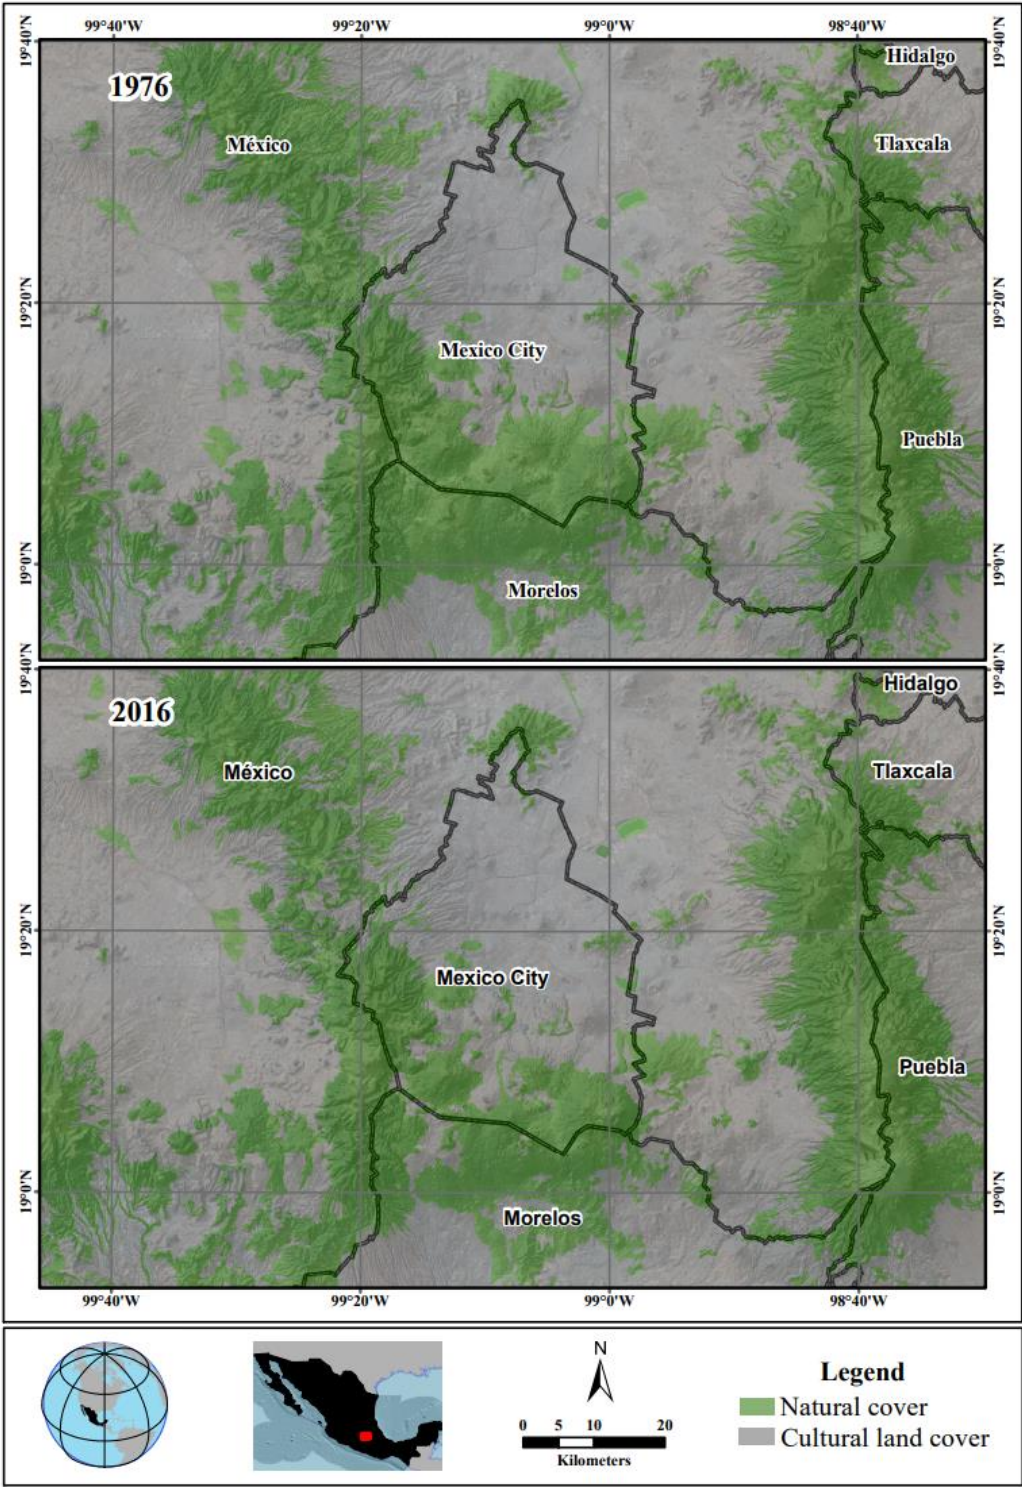 99°40'W 99°20'W 99°0'W 98°40'W
19°40'N 19°40'N
1976
Hidalgo
México
Tlaxcala
19°20'N 19°20'N
Mexico City
Puebla
19°0'N 19°0'N
Morelos
19°40'N 19°40'N
2016
Hidalgo
México
Tlaxcala
19°20'N 19°20'N
Mexico City
Puebla
19°0'N 19°0'N
Morelos
99°40'W 99°20'W 99°0'W 98°40'W
N
0 5 10 20
Kilometers
Legend
Natural cover
Cultural land cover